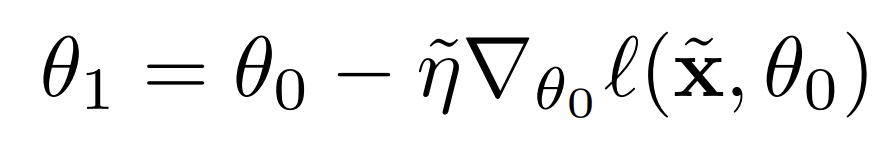 θ₁ = θ₀ − η̃∇_θ₀ ℓ(x̃, θ₀)